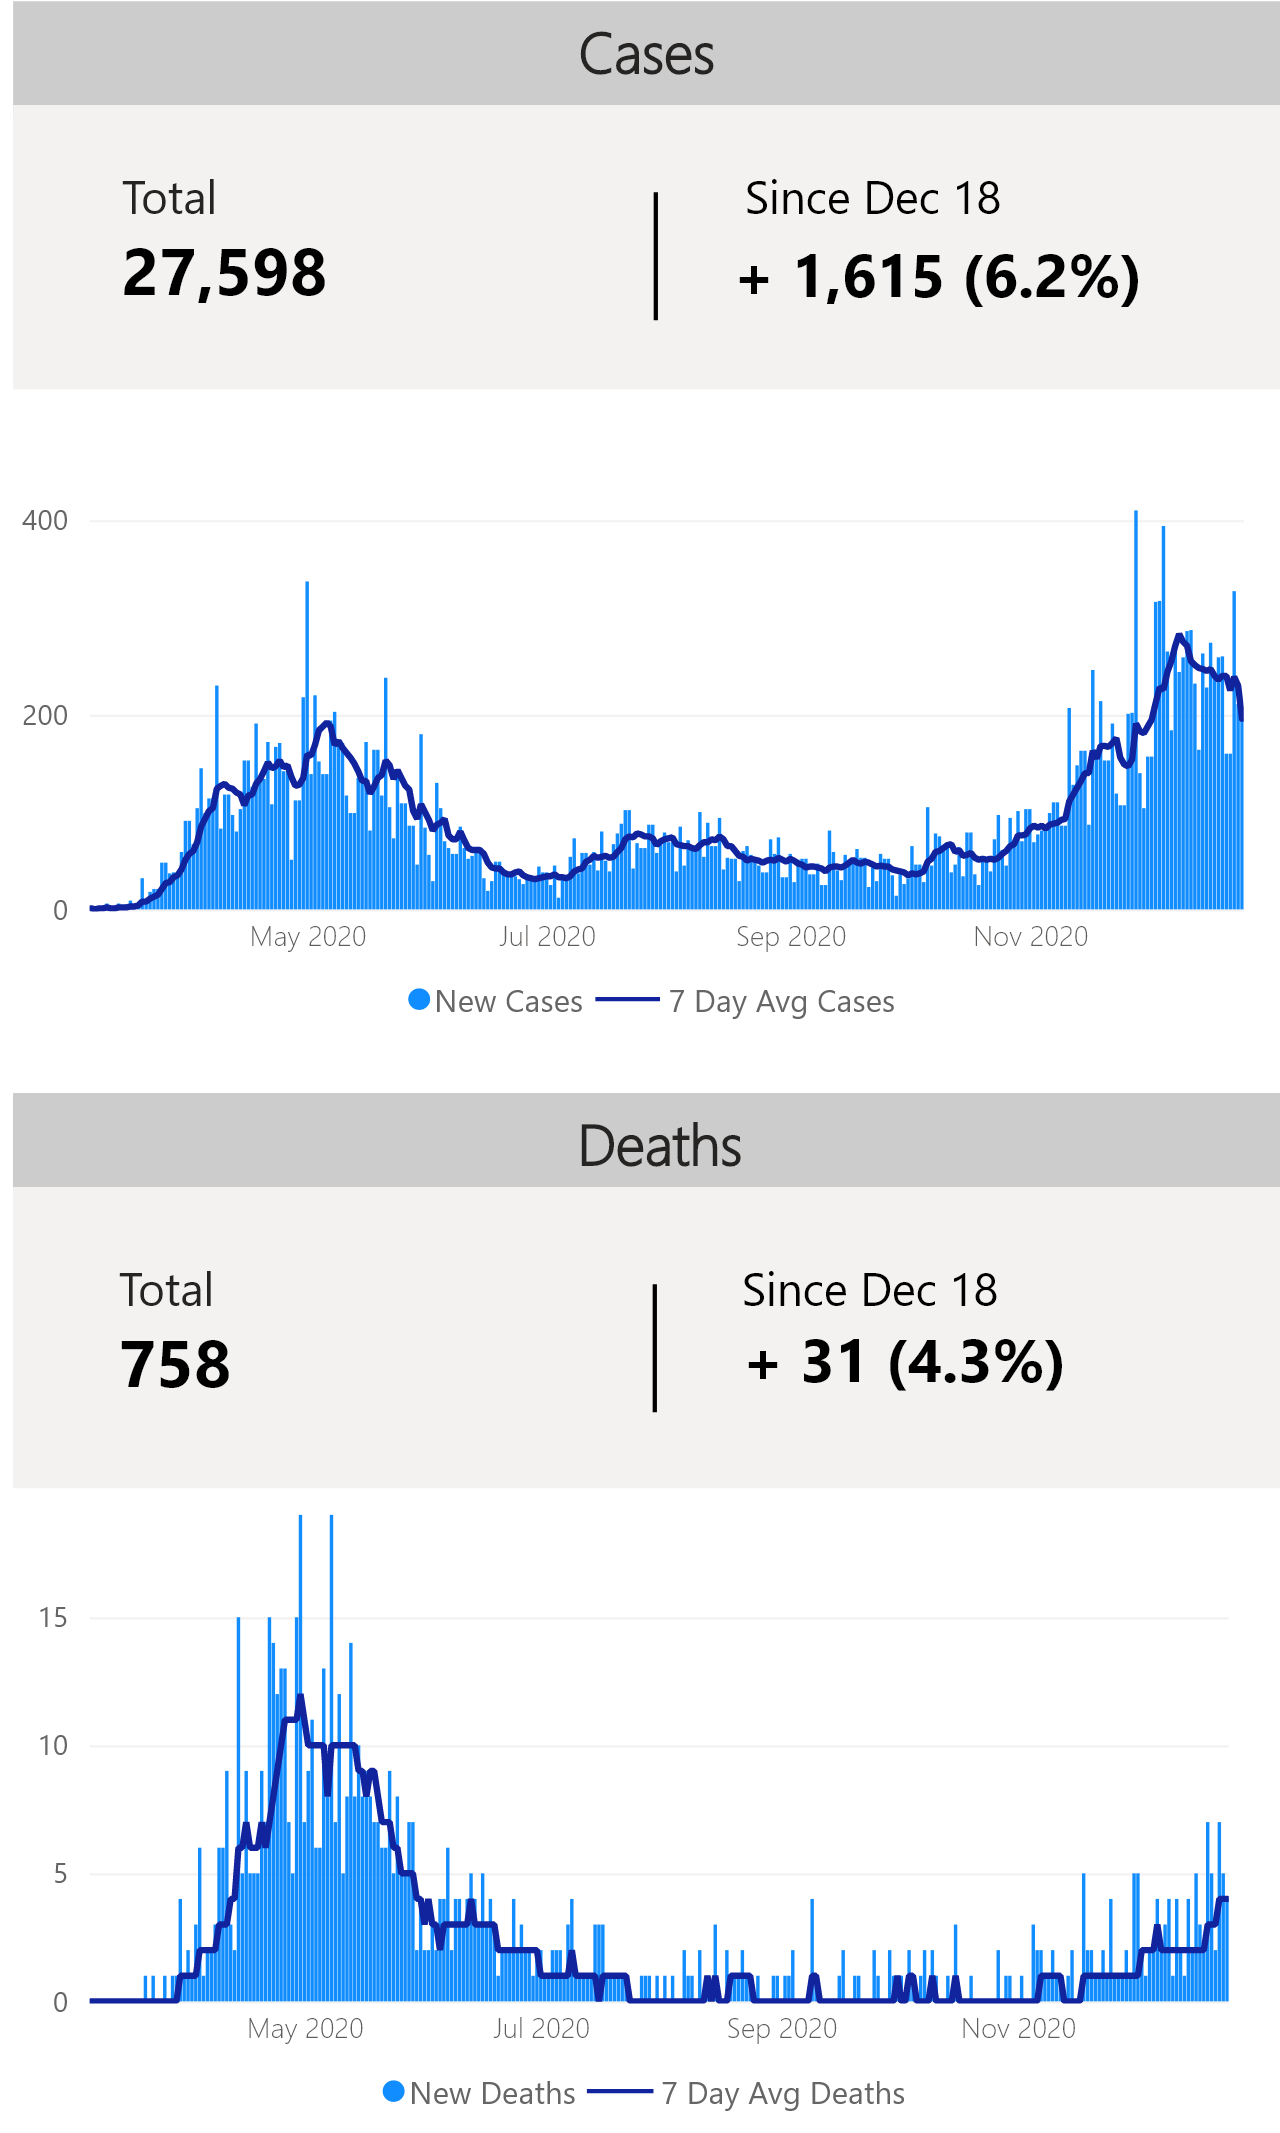 Cases
Total
27,598
Since Dec 18
+ 1,615 (6.2%)
400
200
0
May 2020
Jul 2020
Sep 2020
Nov 2020
New Cases
7 Day Avg Cases
Deaths
Total
758
Since Dec 18
+ 31 (4.3%)
15
10
5
0
May 2020
Jul 2020
Sep 2020
Nov 2020
New Deaths
7 Day Avg Deaths